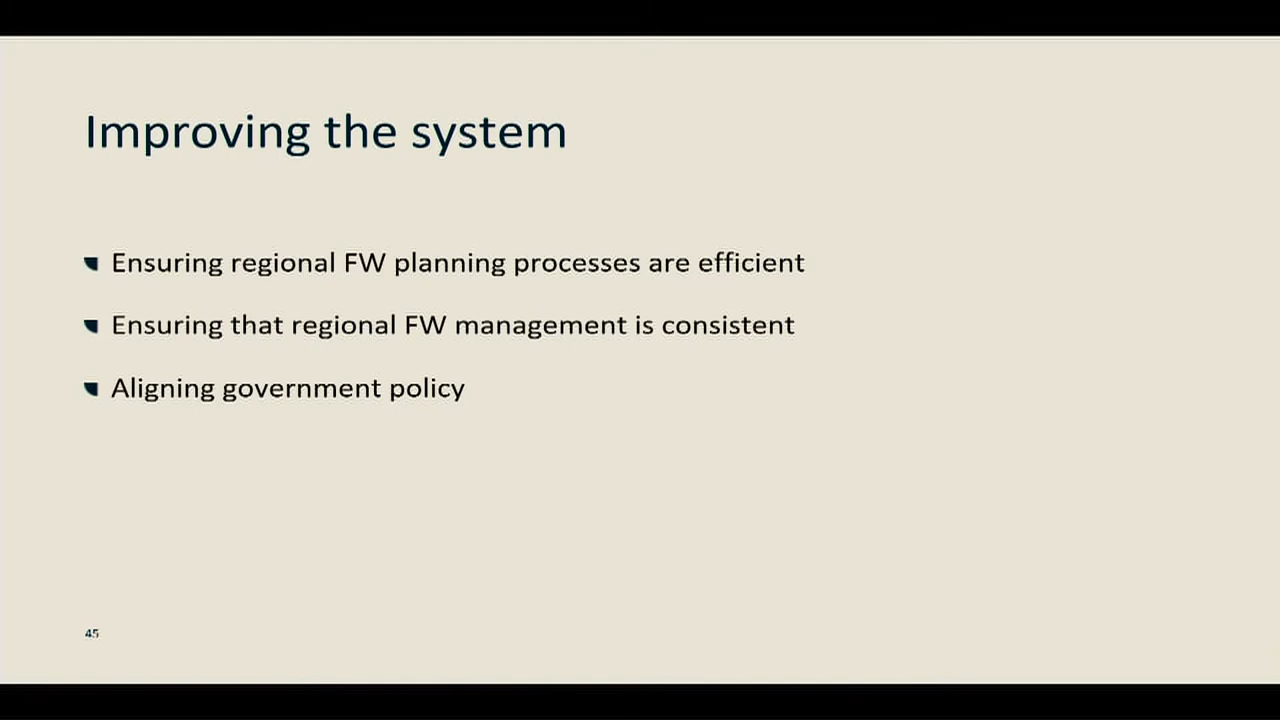 Improving the system
Ensuring regional FW planning processes are efficient
Ensuring that regional FW management is consistent
Aligning government policy
45